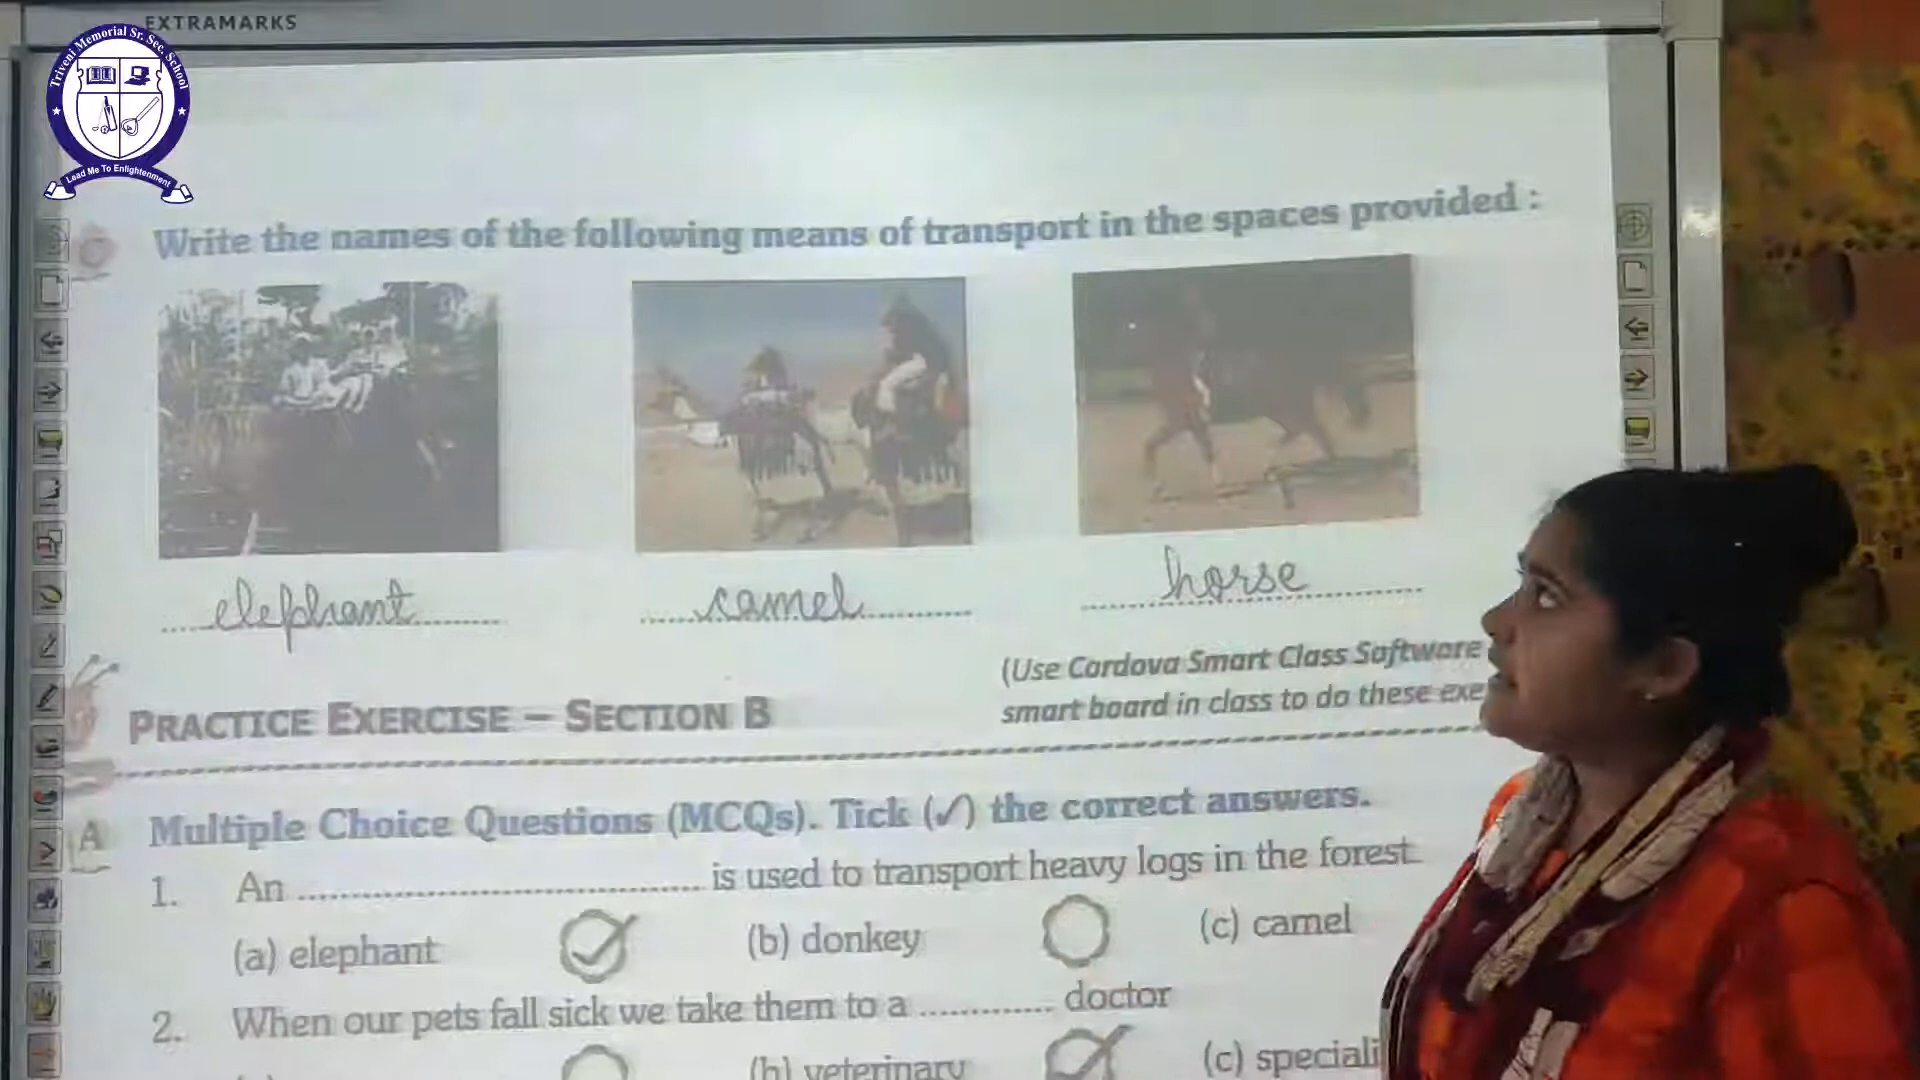 EXTRAMARKS
Triveni Memorial Sr. Sec. School
Lead Me To Enlightenment
Write the names of the following means of transport in the spaces provided :
elephant camel horse
(Use Cordova Smart Class Software
smart board in class to do these exe
PRACTICE EXERCISE – SECTION B
A Multiple Choice Questions (MCQs). Tick (✓) the correct answers.
1. An .................... is used to transport heavy logs in the forest
(a) elephant (b) donkey (c) camel
2. When our pets fall sick we take them to a ............ doctor
(b) veterinary (c) speciali